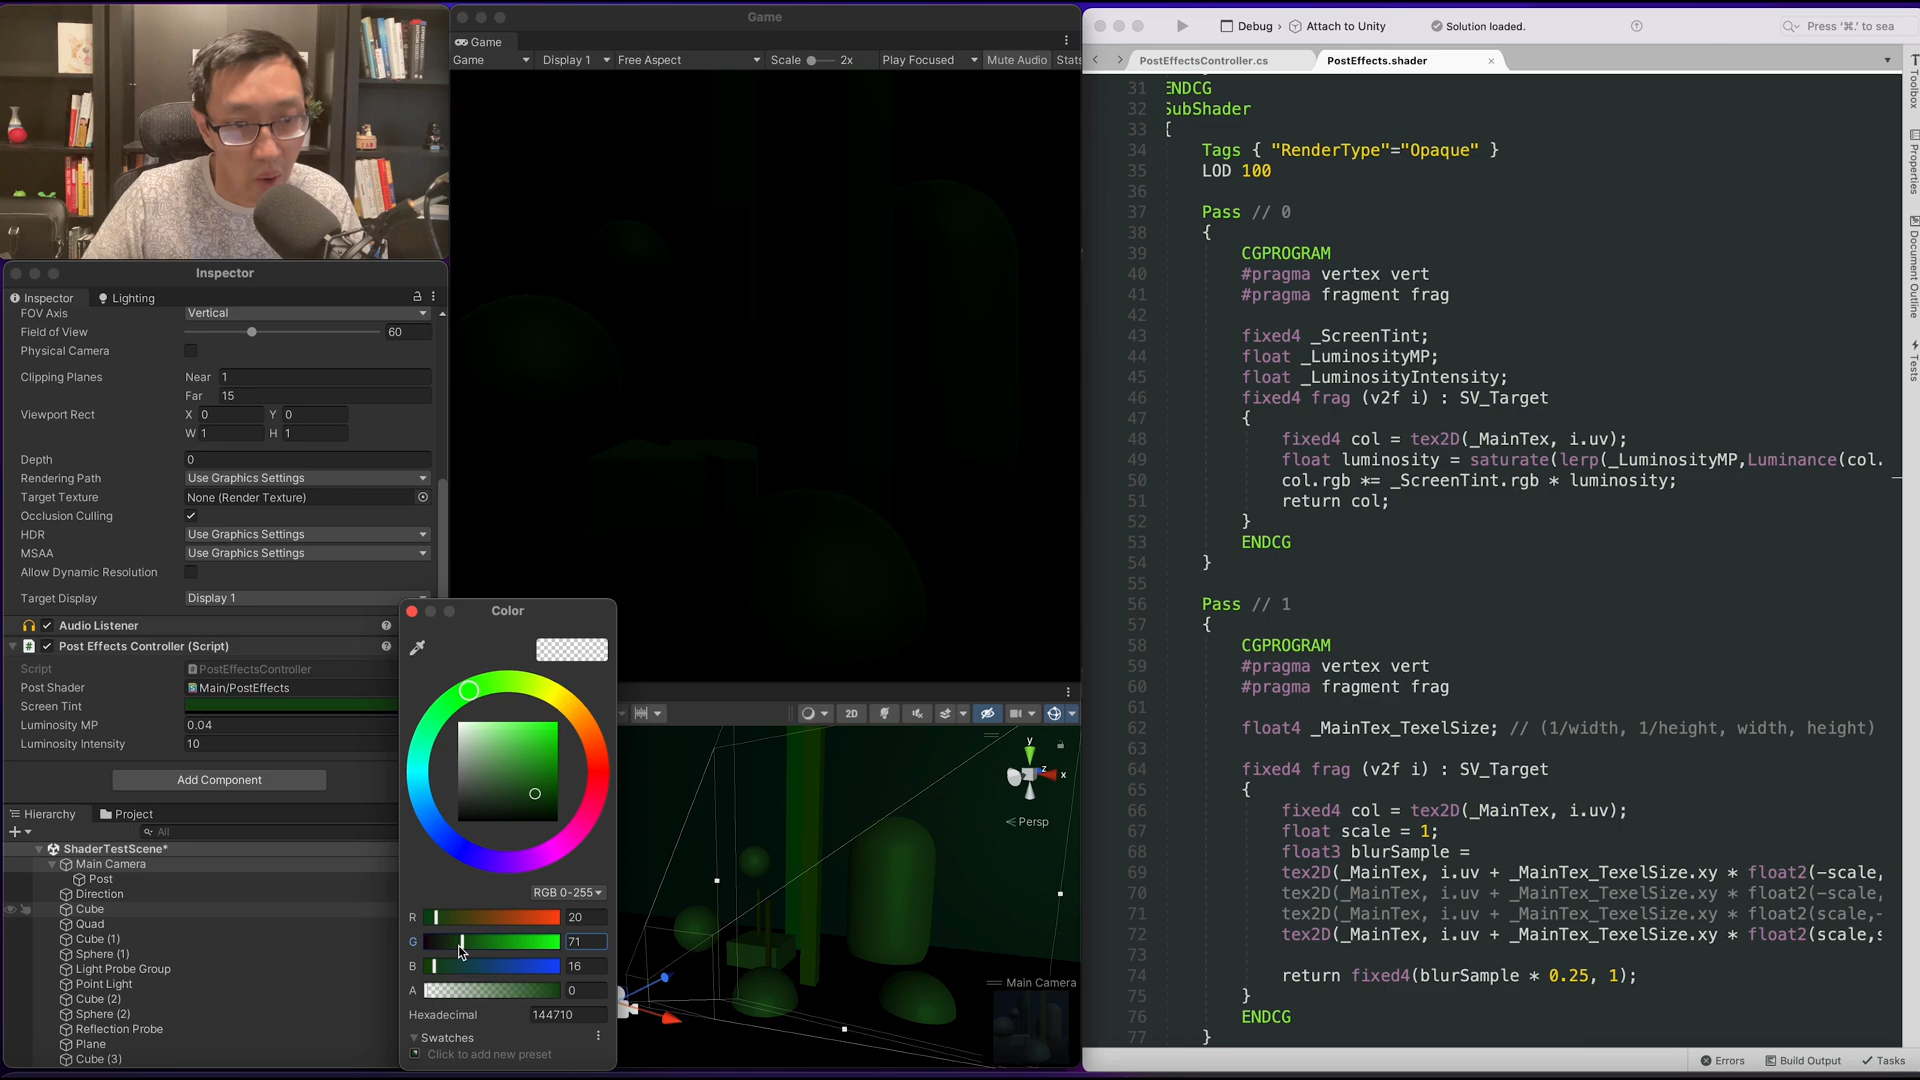 Inspector
Inspector
Lighting
FOV Axis
Vertical
Field of View
60
Physical Camera
Clipping Planes
Near
1
Far
15
Viewport Rect
X
0
Y
0
W
1
H
1
Depth
0
Rendering Path
Use Graphics Settings
Target Texture
None (Render Texture)
Occlusion Culling
HDR
Use Graphics Settings
MSAA
Use Graphics Settings
Allow Dynamic Resolution
Target Display
Display 1
Audio Listener
Post Effects Controller (Script)
Script
PostEffectsController
Post Shader
Main/PostEffects
Screen Tint
Luminosity MP
0.04
Luminosity Intensity
10
Add Component
Hierarchy
Project
All
ShaderTestScene*
Main Camera
Post
Direction
Cube
Quad
Cube (1)
Sphere (1)
Light Probe Group
Point Light
Cube (2)
Sphere (2)
Reflection Probe
Plane
Cube (3)
Color
RGB 0-255
R
20
G
71
B
16
A
0
Hexadecimal
144710
Swatches
Click to add new preset
Game
Game
Game
Display 1
Free Aspect
Scale
2x
Play Focused
Mute Audio
Stats
2D
y
z
x
Persp
Main Camera
Debug
Attach to Unity
Solution loaded.
Press '⌘.' to sea
PostEffectsController.cs
PostEffects.shader
31 ENDCG
32 SubShader
33 {
34 Tags { "RenderType"="Opaque" }
35 LOD 100
36
37 Pass // 0
38 {
39 CGPROGRAM
40 #pragma vertex vert
41 #pragma fragment frag
42
43 fixed4 _ScreenTint;
44 float _LuminosityMP;
45 float _LuminosityIntensity;
46 fixed4 frag (v2f i) : SV_Target
47 {
48 fixed4 col = tex2D(_MainTex, i.uv);
49 float luminosity = saturate(lerp(_LuminosityMP,Luminance(col.
50 col.rgb *= _ScreenTint.rgb * luminosity;
51 return col;
52 }
53 ENDCG
54 }
55
56 Pass // 1
57 {
58 CGPROGRAM
59 #pragma vertex vert
60 #pragma fragment frag
61
62 float4 _MainTex_TexelSize; // (1/width, 1/height, width, height)
63
64 fixed4 frag (v2f i) : SV_Target
65 {
66 fixed4 col = tex2D(_MainTex, i.uv);
67 float scale = 1;
68 float3 blurSample =
69 tex2D(_MainTex, i.uv + _MainTex_TexelSize.xy * float2(-scale,
70 tex2D(_MainTex, i.uv + _MainTex_TexelSize.xy * float2(-scale,
71 tex2D(_MainTex, i.uv + _MainTex_TexelSize.xy * float2(scale,-
72 tex2D(_MainTex, i.uv + _MainTex_TexelSize.xy * float2(scale,s
73
74 return fixed4(blurSample * 0.25, 1);
75 }
76 ENDCG
77 }
Toolbox
Properties
Document Outline
Tests
Errors
Build Output
Tasks